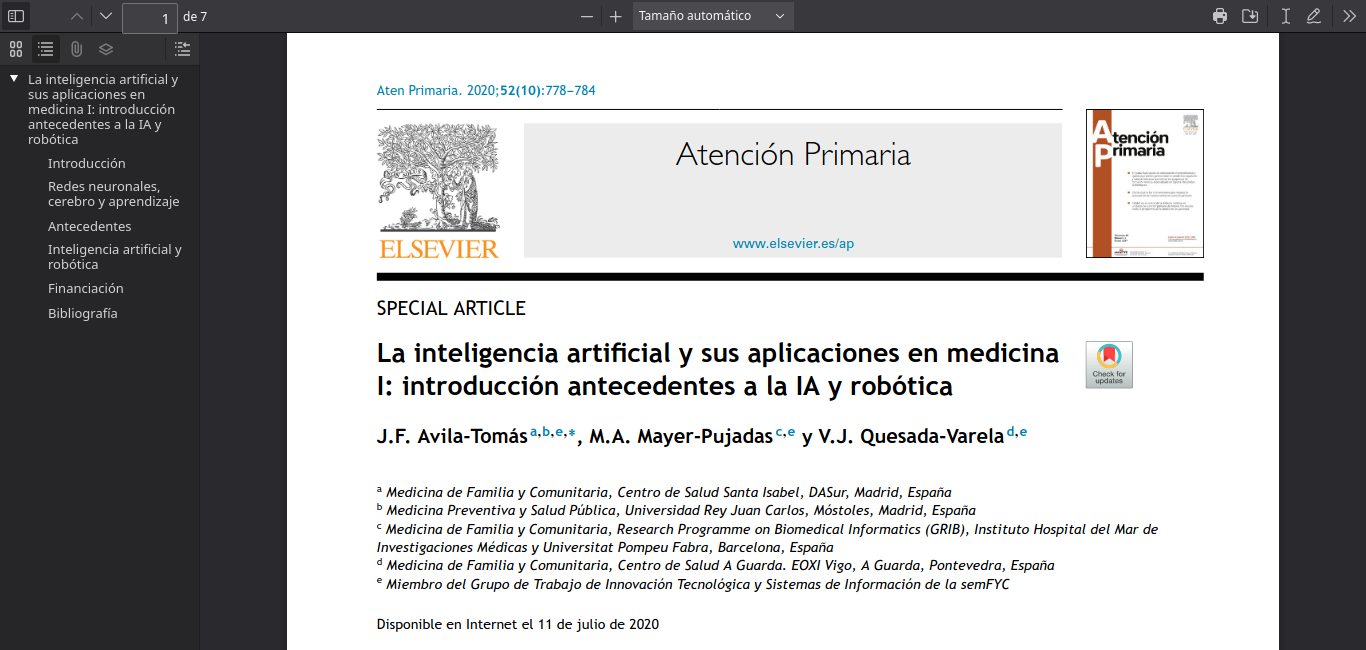 1 de 7
Tamaño automático
La inteligencia artificial y
sus aplicaciones en
medicina I: introducción
antecedentes a la IA y
robótica
Introducción
Redes neuronales,
cerebro y aprendizaje
Antecedentes
Inteligencia artificial y
robótica
Financiación
Bibliografía
Aten Primaria. 2020;52(10):778---784
ELSEVIER
Atención Primaria
www.elsevier.es/ap
Atención
Primaria
SPECIAL ARTICLE
La inteligencia artificial y sus aplicaciones en medicina
I: introducción antecedentes a la IA y robótica
Check for
updates
J.F. Avila-Tomás a,b,e,∗, M.A. Mayer-Pujadas c,e y V.J. Quesada-Varela d,e
a Medicina de Familia y Comunitaria, Centro de Salud Santa Isabel, DASur, Madrid, España
b Medicina Preventiva y Salud Pública, Universidad Rey Juan Carlos, Móstoles, Madrid, España
c Medicina de Familia y Comunitaria, Research Programme on Biomedical Informatics (GRIB), Instituto Hospital del Mar de
Investigaciones Médicas y Universitat Pompeu Fabra, Barcelona, España
d Medicina de Familia y Comunitaria, Centro de Salud A Guarda. EOXI Vigo, A Guarda, Pontevedra, España
e Miembro del Grupo de Trabajo de Innovación Tecnológica y Sistemas de Información de la semFYC
Disponible en Internet el 11 de julio de 2020